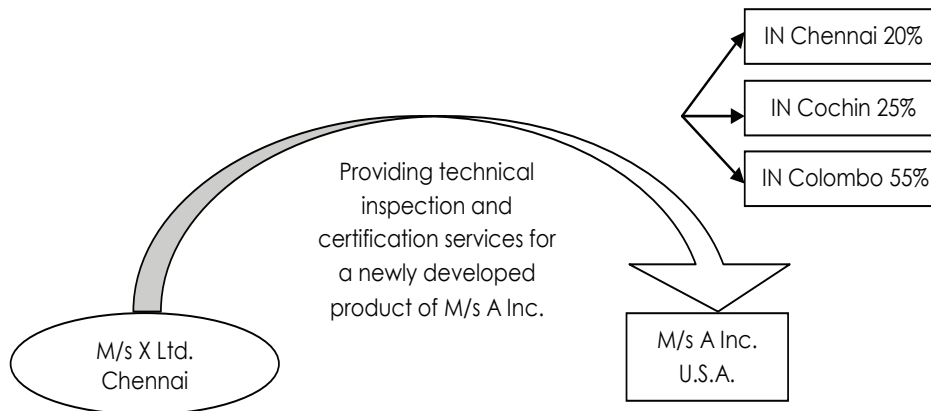 IN Chennai 20%
IN Cochin 25%
IN Colombo 55%
Providing technical
inspection and
certification services for
a newly developed
product of M/s A Inc.
M/s X Ltd.
Chennai
M/s A Inc.
U.S.A.